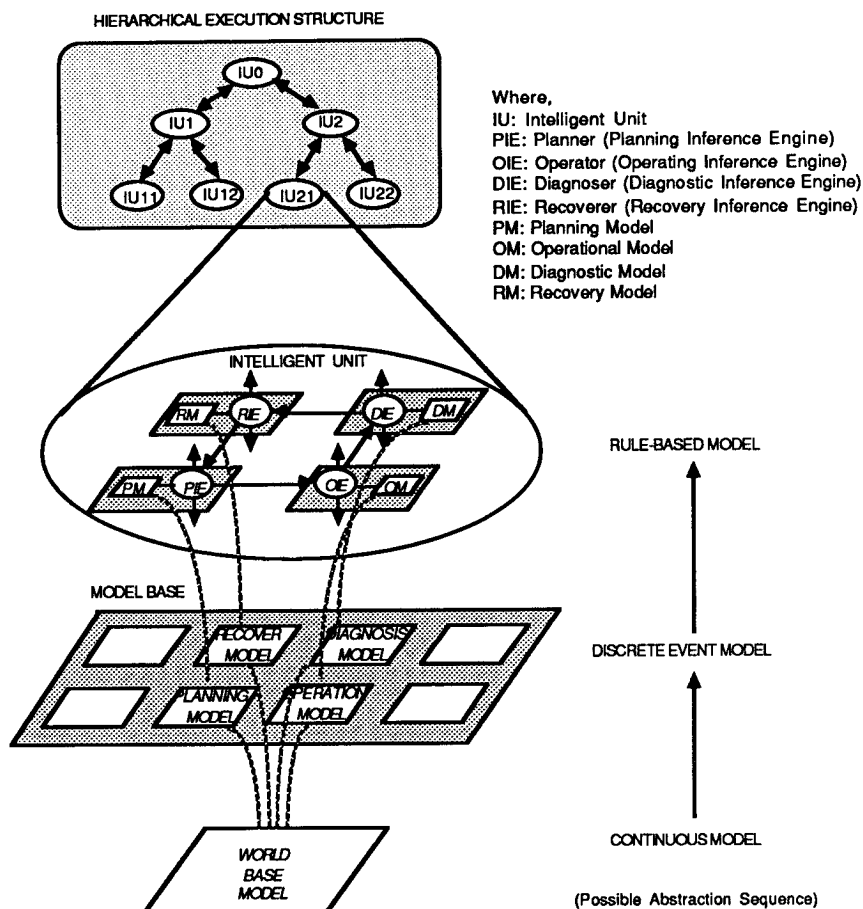 HIERARCHICAL EXECUTION STRUCTURE
IU0
IU1
IU2
IU11
IU12
IU21
IU22
Where,
IU: Intelligent Unit
PIE: Planner (Planning Inference Engine)
OIE: Operator (Operating Inference Engine)
DIE: Diagnoser (Diagnostic Inference Engine)
RIE: Recoverer (Recovery Inference Engine)
PM: Planning Model
OM: Operational Model
DM: Diagnostic Model
RM: Recovery Model
INTELLIGENT UNIT
RM
RIE
DIE
DM
PM
PIE
OIE
OM
RULE-BASED MODEL
MODEL BASE
RECOVER
MODEL
DIAGNOSIS
MODEL
PLANNING
MODEL
OPERATION
MODEL
DISCRETE EVENT MODEL
WORLD
BASE
MODEL
CONTINUOUS MODEL
(Possible Abstraction Sequence)